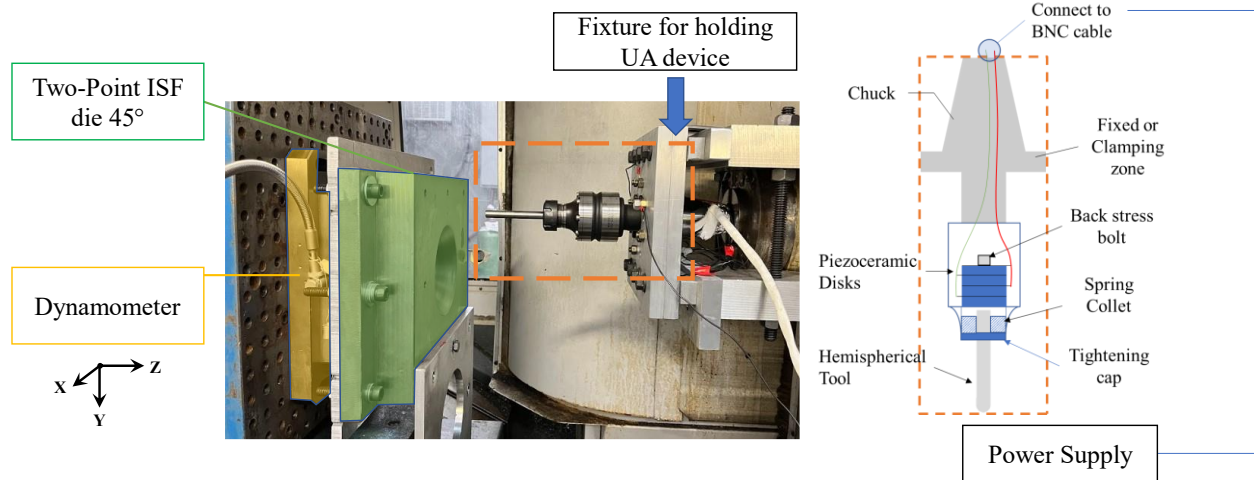 Two-Point ISF
die 45°
Dynamometer
X
Z
Y
Fixture for holding
UA device
Connect to
BNC cable
Chuck
Fixed or
Clamping
zone
Back stress
bolt
Piezoceramic
Disks
Spring
Collet
Hemispherical
Tool
Tightening
cap
Power Supply